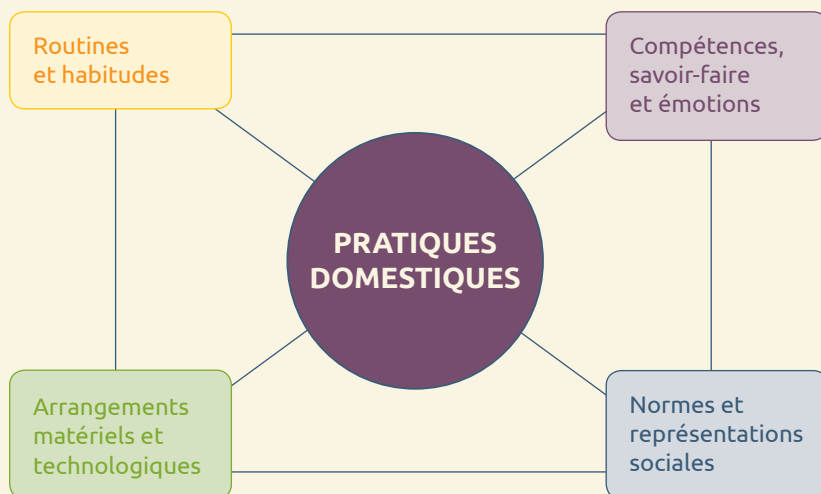 Routines
et habitudes
Compétences,
savoir-faire
et émotions
PRATIQUES
DOMESTIQUES
Arrangements
matériels et
technologiques
Normes et
représentations
sociales